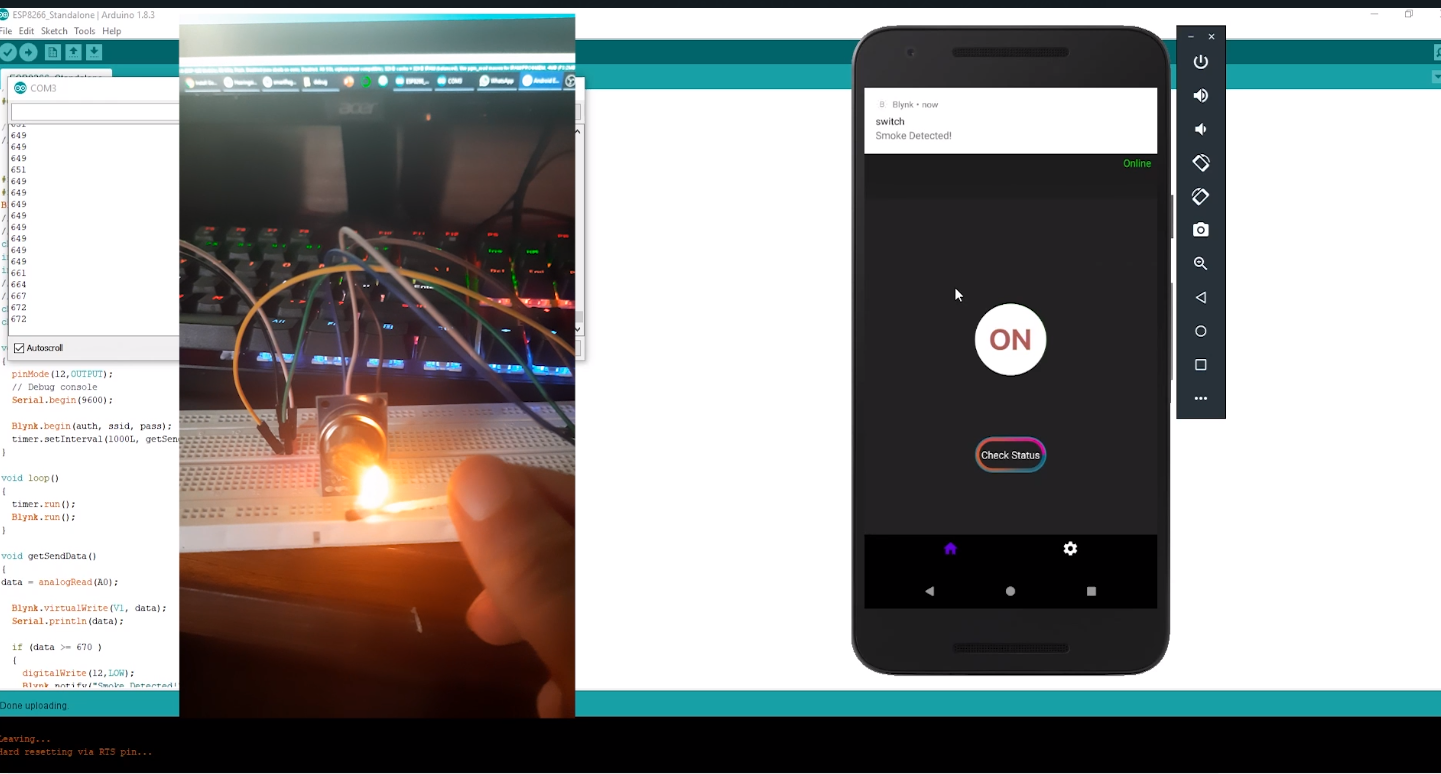 ESP8266_Standalone | Arduino 1.8.3
File Edit Sketch Tools Help
COM3
649
649
649
651
649
649
649
649
649
649
649
649
661
664
667
672
672
Autoscroll
pinMode(12,OUTPUT);
// Debug console
Serial.begin(9600);
Blynk.begin(auth, ssid, pass);
timer.setInterval(1000L, getSen
}
void loop()
{
timer.run();
Blynk.run();
}
void getSendData()
{
data = analogRead(A0);
Blynk.virtualWrite(V1, data);
Serial.println(data);
if (data >= 670 )
{
digitalWrite(12,LOW);
Blynk.notify("Smoke Detected!
Done uploading
Leaving...
Hard resetting via RTS pin...
acer
COM3
WhatsApp
Blynk • now
switch
Smoke Detected!
Online
ON
Check Status